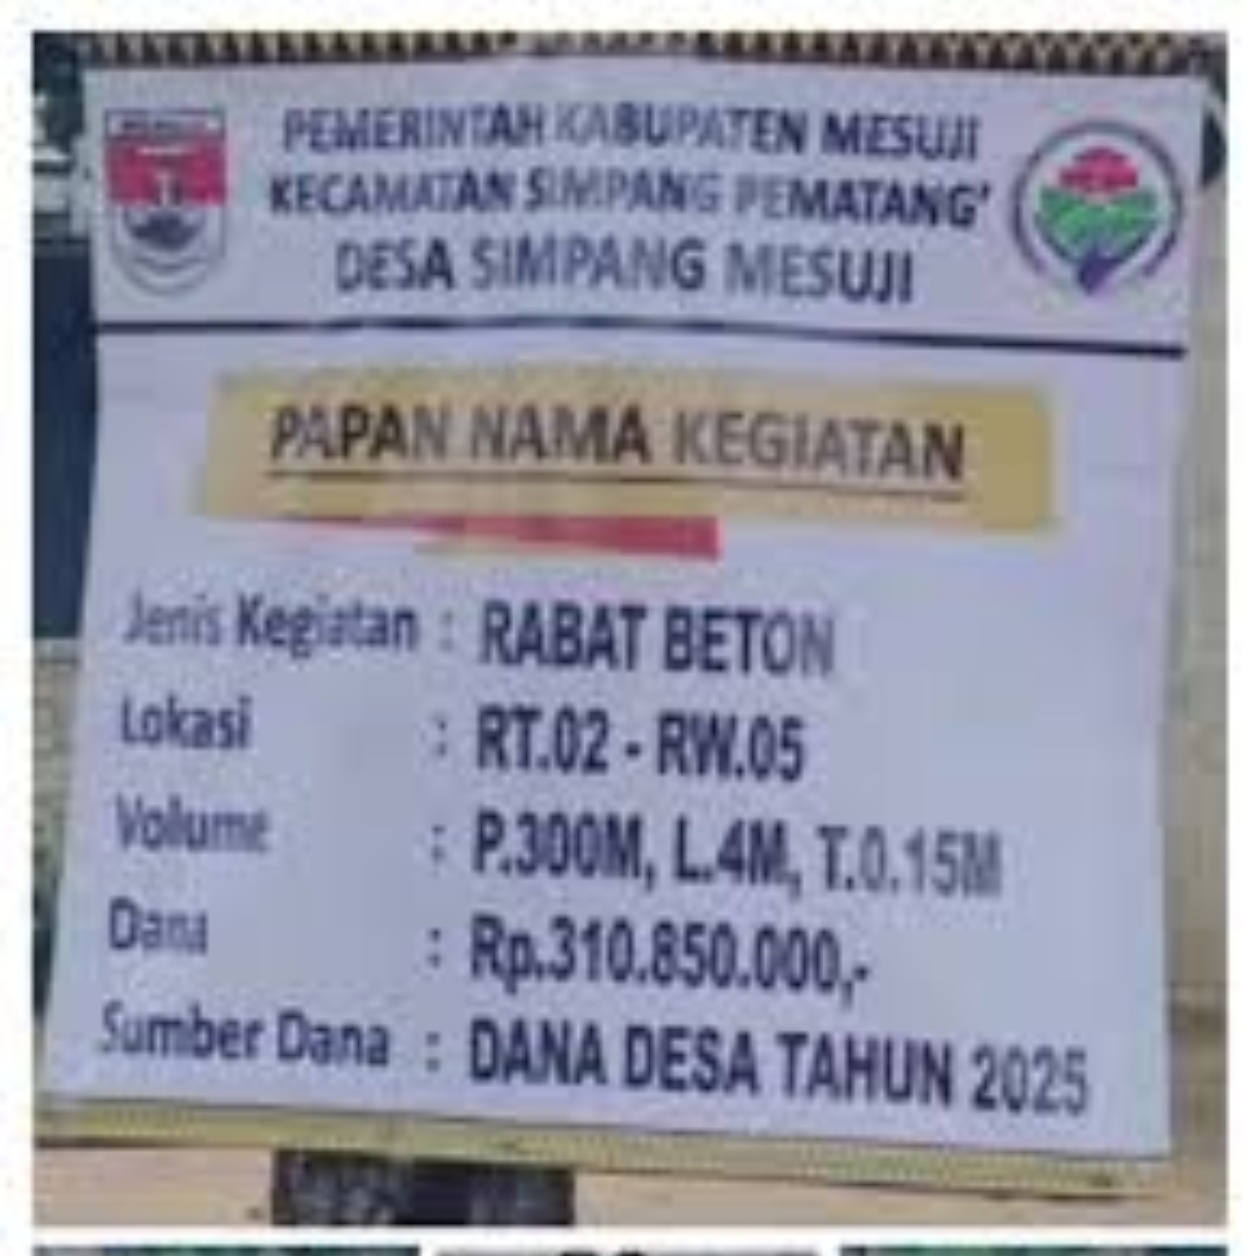 PEMERINTAH KABUPATEN MESUJI
KECAMATAN SIMPANG PEMATANG'
DESA SIMPANG MESUJI
PAPAN NAMA KEGIATAN
Jenis Kegiatan : RABAT BETON
Lokasi : RT.02 - RW.05
Volume : P.300M, L.4M, T.0.15M
Dana : Rp.310.850.000,-
Sumber Dana : DANA DESA TAHUN 2025